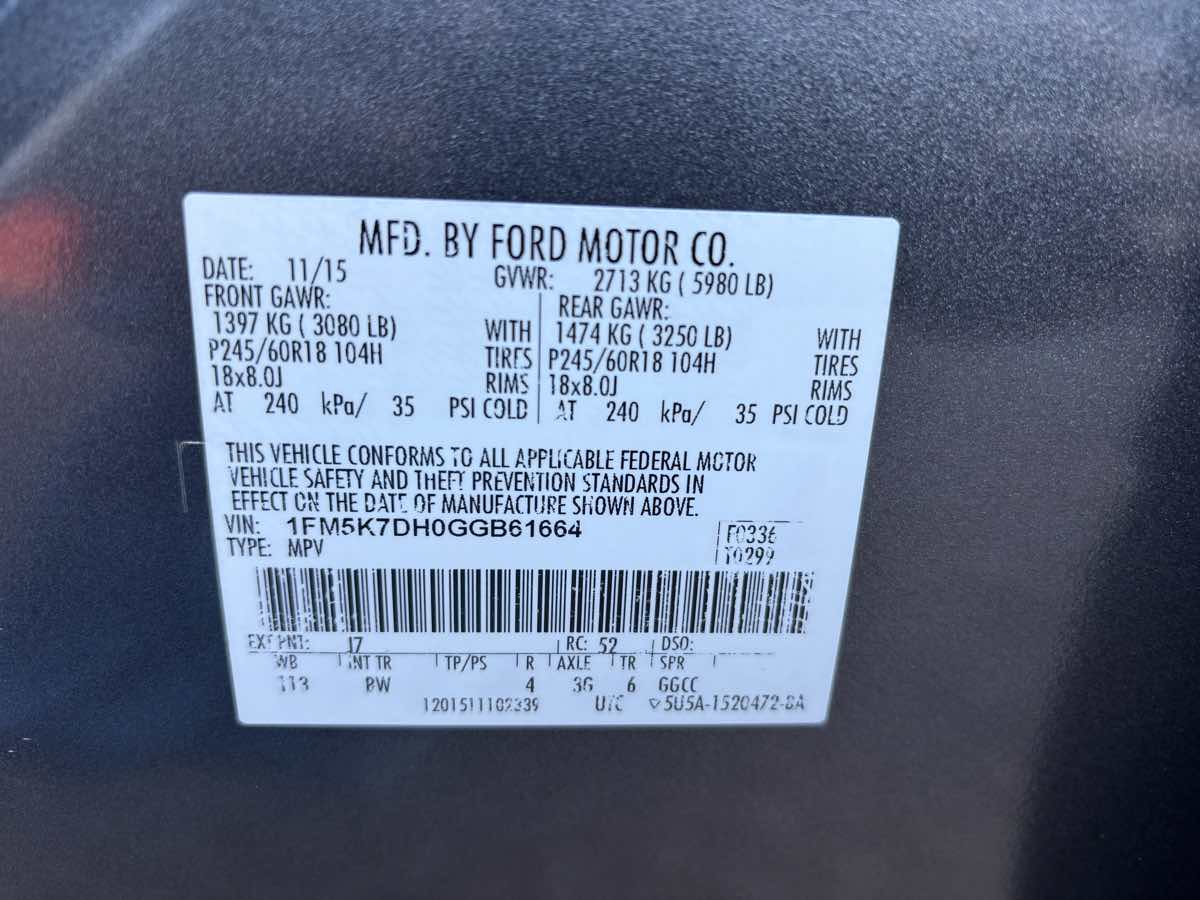 MFD. BY FORD MOTOR CO.
DATE: 11/15 GVWR: 2713 KG ( 5980 LB)
FRONT GAWR: REAR GAWR:
1397 KG ( 3080 LB) WITH 1474 KG ( 3250 LB) WITH
P245/60R18 104H TIRES P245/60R18 104H TIRES
18x8.0J RIMS 18x8.0J RIMS
AT 240 kPa/ 35 PSI COLD AT 240 kPa/ 35 PSI COLD
THIS VEHICLE CONFORMS TO ALL APPLICABLE FEDERAL MOTOR
VEHICLE SAFETY AND THEFT PREVENTION STANDARDS IN
EFFECT ON THE DATE OF MANUFACTURE SHOWN ABOVE.
VIN: 1FM5K7DH0GGB61664 F0336
TYPE: MPV T0299
EXT PNT: J7 RC: 52 DSO:
WB INT TR TP/PS R AXLE TR SPR
113 BW 4 3G 6 GGCC
1201511102339 UTC ▽5U5A-1520472-BA